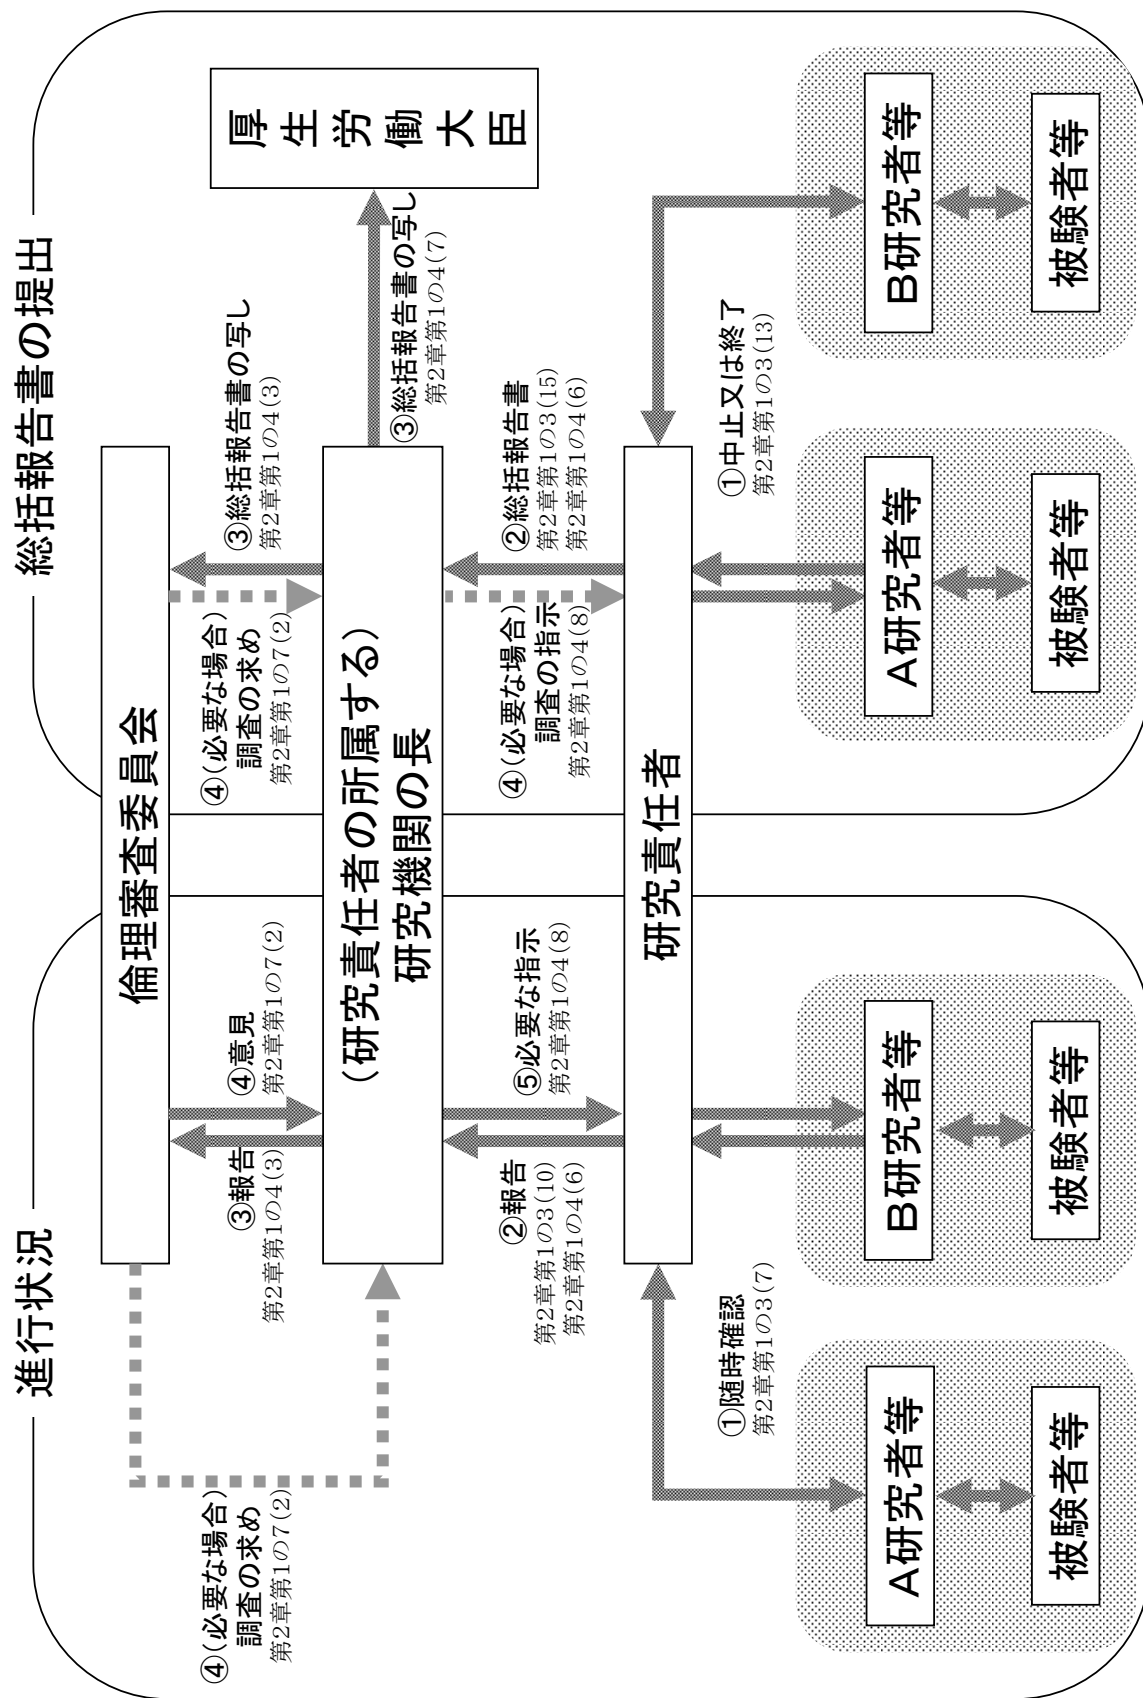 進行状況
総括報告書の提出
倫理審査委員会
④(必要な場合)
調査の求め
第2章第1の7(2)
③報告
第2章第1の4(3)
④意見
第2章第1の7(2)
④(必要な場合)
調査の求め
第2章第1の7(2)
③総括報告書の写し
第2章第1の4(3)
(研究責任者の所属する)
研究機関の長
厚生労働大臣
③総括報告書の写し
第2章第1の4(7)
②報告
第2章第1の3(10)
第2章第1の4(6)
⑤必要な指示
第2章第1の4(8)
④(必要な場合)
調査の指示
第2章第1の4(8)
②総括報告書
第2章第1の3(15)
第2章第1の4(6)
研究責任者
①随時確認
第2章第1の3(7)
①中止又は終了
第2章第1の3(13)
A研究者等
B研究者等
A研究者等
B研究者等
被験者等
被験者等
被験者等
被験者等